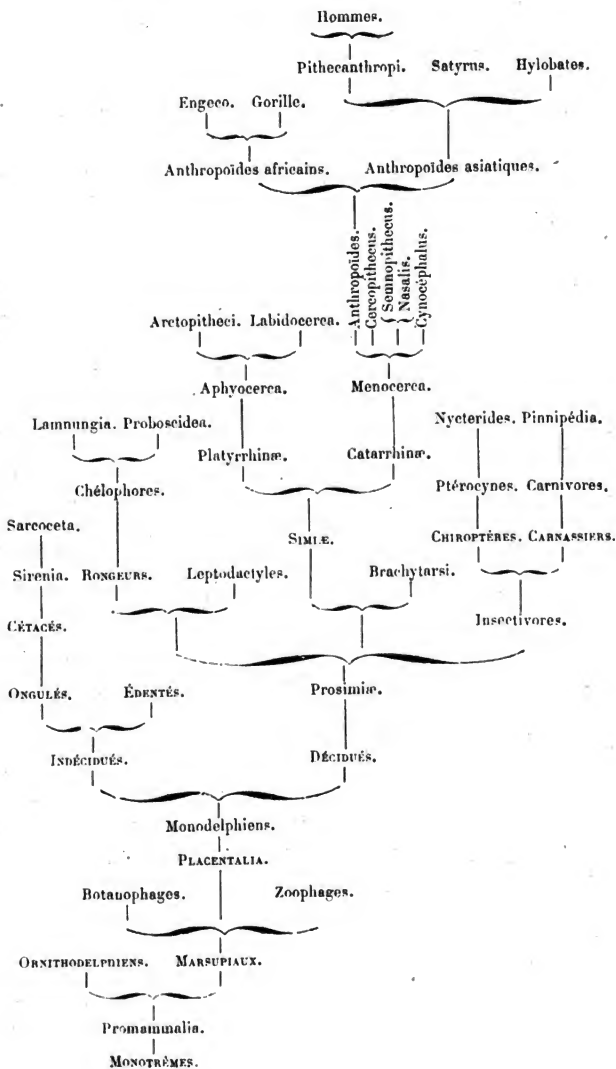 Hommes.
Pithecanthropi. Satyrus. Hylobates.
Engeco. Gorille.
Anthropoïdes africains. Anthropoïdes asiatiques.
Anthropoïdes.
Cercopithecus.
Semnopithecus.
Nasalis.
Cynocéphalus.
Arctopitheci. Labidocerca.
Aphyocerca. Menocerca.
Lamnungia. Proboscidea.
Nycterides. Pinnipédia.
Platyrrhinæ. Catarrhinæ.
Chélophores.
Ptérocynes. Carnivores.
Sarcoceta.
SIMIÆ.
CHIROPTÈRES. CARNASSIERS.
Sirenia. RONGEURS. Leptodactyles. Brachytarsi.
CÉTACÉS.
Insectivores.
ONGULÉS. ÉDENTÉS. Prosimiæ.
INDÉCIDUÉS. DÉCIDUÉS.
Monodelphiens.
PLACENTALIA.
Botauophages. Zoophages.
ORNITHODELPHIENS. MARSUPIAUX.
Promammalia.
MONOTRÈMES.